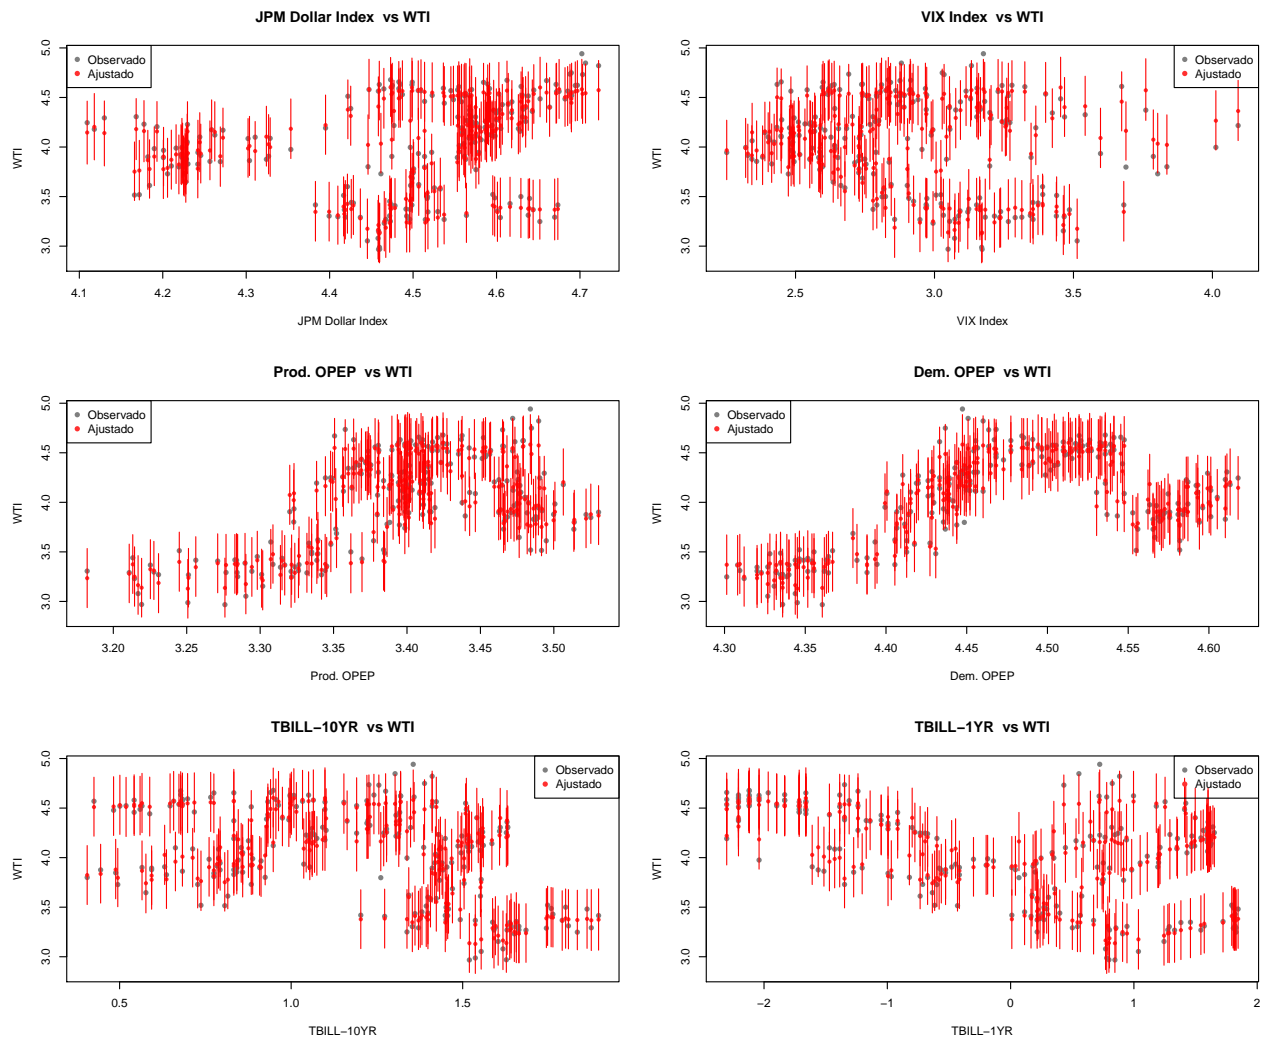 JPM Dollar Index  vs WTI
Observado
Ajustado
WTI
3.0 3.5 4.0 4.5 5.0
4.1 4.2 4.3 4.4 4.5 4.6 4.7
JPM Dollar Index
VIX Index  vs WTI
Observado
Ajustado
WTI
3.0 3.5 4.0 4.5 5.0
2.5 3.0 3.5 4.0
VIX Index
Prod. OPEP  vs WTI
Observado
Ajustado
WTI
3.0 3.5 4.0 4.5 5.0
3.20 3.25 3.30 3.35 3.40 3.45 3.50
Prod. OPEP
Dem. OPEP  vs WTI
Observado
Ajustado
WTI
3.0 3.5 4.0 4.5 5.0
4.30 4.35 4.40 4.45 4.50 4.55 4.60
Dem. OPEP
TBILL−10YR  vs WTI
Observado
Ajustado
WTI
3.0 3.5 4.0 4.5 5.0
0.5 1.0 1.5
TBILL−10YR
TBILL−1YR  vs WTI
Observado
Ajustado
WTI
3.0 3.5 4.0 4.5 5.0
−2 −1 0 1 2
TBILL−1YR